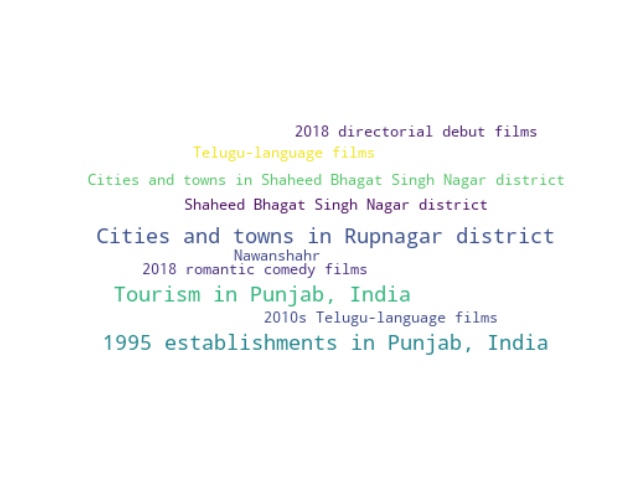 2018 directorial debut films
Telugu-language films
Cities and towns in Shaheed Bhagat Singh Nagar district
Shaheed Bhagat Singh Nagar district
Cities and towns in Rupnagar district
Nawanshahr
2018 romantic comedy films
Tourism in Punjab, India
2010s Telugu-language films
1995 establishments in Punjab, India